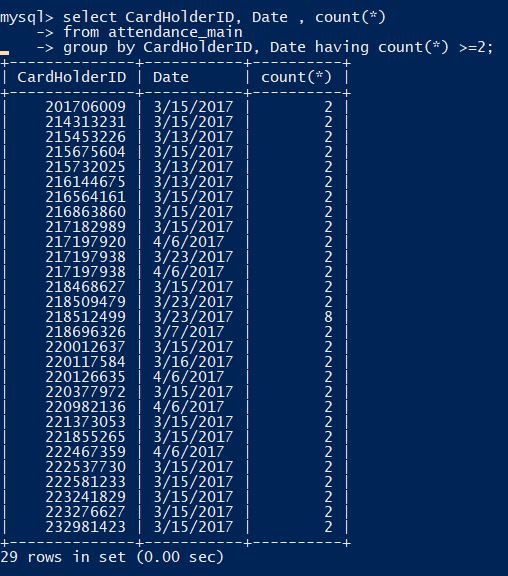 mysql> select CardHolderID, Date , count(*)
    -> from attendance_main
    -> group by CardHolderID, Date having count(*) >=2;
+--------------+-----------+----------+
| CardHolderID | Date      | count(*) |
+--------------+-----------+----------+
|    201706009 | 3/15/2017 |        2 |
|    214313231 | 3/15/2017 |        2 |
|    215453226 | 3/15/2017 |        2 |
|    215675604 | 3/15/2017 |        2 |
|    215732025 | 3/13/2017 |        2 |
|    216144675 | 3/13/2017 |        2 |
|    216564161 | 3/15/2017 |        2 |
|    216863860 | 3/15/2017 |        2 |
|    217182989 | 3/15/2017 |        2 |
|    217197920 | 4/6/2017  |        2 |
|    217197938 | 3/23/2017 |        2 |
|    217197938 | 4/6/2017  |        2 |
|    218468627 | 3/15/2017 |        2 |
|    218509479 | 3/23/2017 |        2 |
|    218512499 | 3/23/2017 |        8 |
|    218696326 | 3/7/2017  |        2 |
|    220012637 | 3/15/2017 |        2 |
|    220117584 | 3/16/2017 |        2 |
|    220126635 | 4/6/2017  |        2 |
|    220377972 | 3/15/2017 |        2 |
|    220982136 | 4/6/2017  |        2 |
|    221373053 | 3/15/2017 |        2 |
|    221855265 | 3/15/2017 |        2 |
|    222467359 | 4/6/2017  |        2 |
|    222537730 | 3/15/2017 |        2 |
|    222581233 | 3/15/2017 |        2 |
|    223241829 | 3/15/2017 |        2 |
|    223276627 | 3/15/2017 |        2 |
|    232981423 | 3/15/2017 |        2 |
+--------------+-----------+----------+
29 rows in set (0.00 sec)